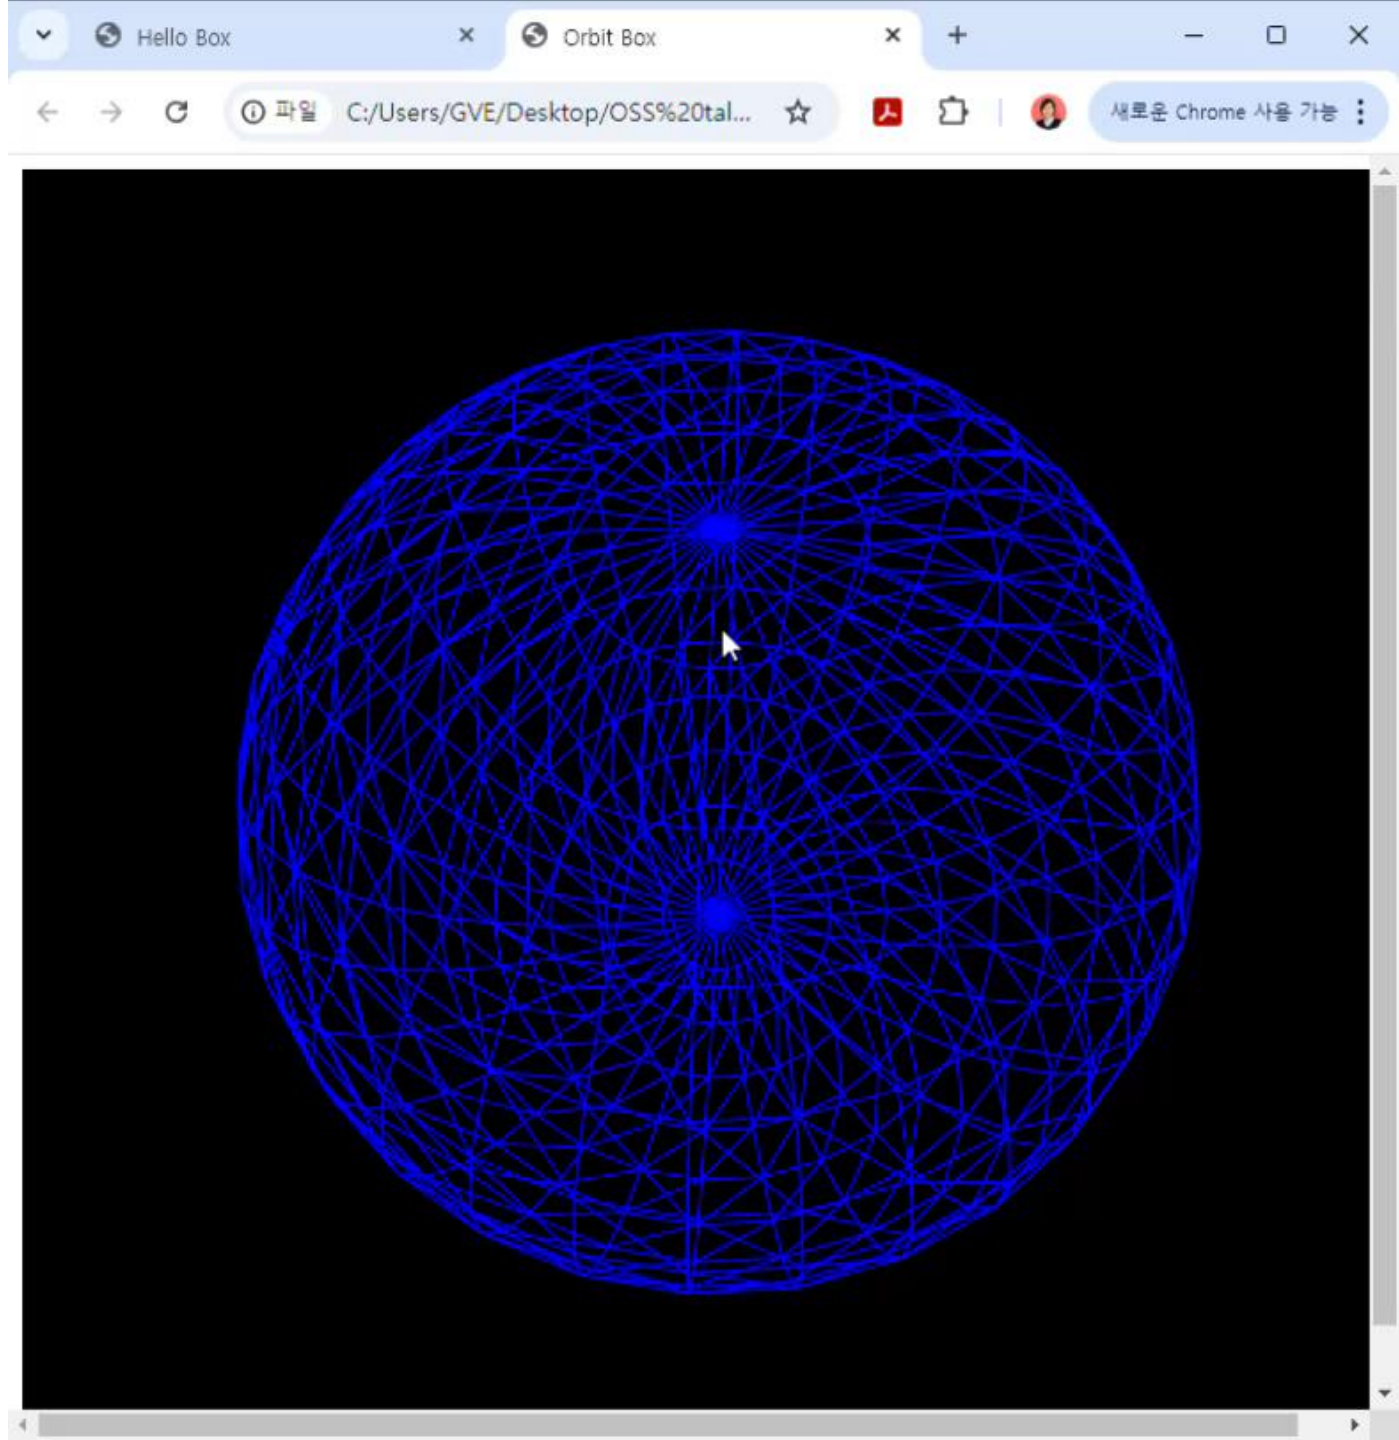 Hello Box
Orbit Box
파일 C:/Users/GVE/Desktop/OSS%20tal...
새로운 Chrome 사용 가능